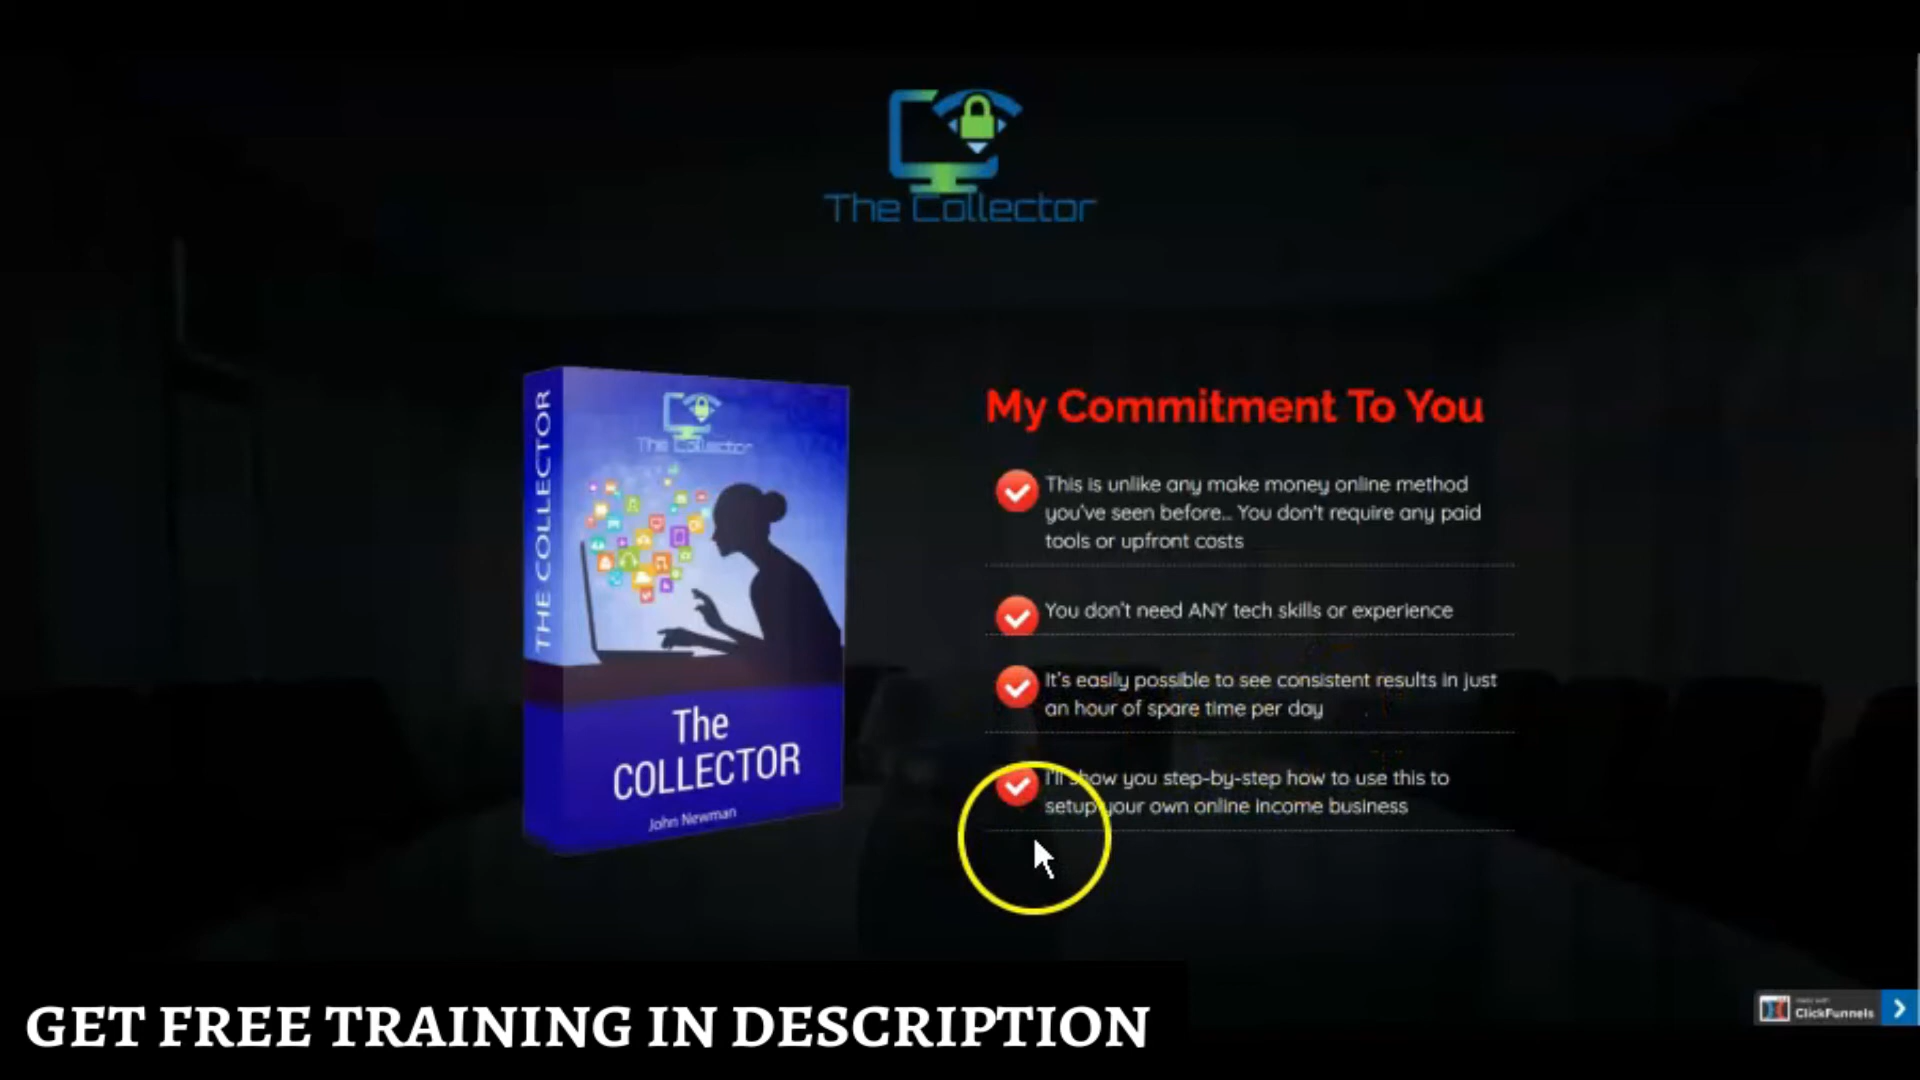 The Collector
THE COLLECTOR
The Collector
The
COLLECTOR
John Newman
My Commitment To You
This is unlike any make money online method
you've seen before... You don't require any paid
tools or upfront costs
You don't need ANY tech skills or experience
It's easily possible to see consistent results in just
an hour of spare time per day
I'll show you step-by-step how to use this to
setup your own online income business
GET FREE TRAINING IN DESCRIPTION
ClickFunnels